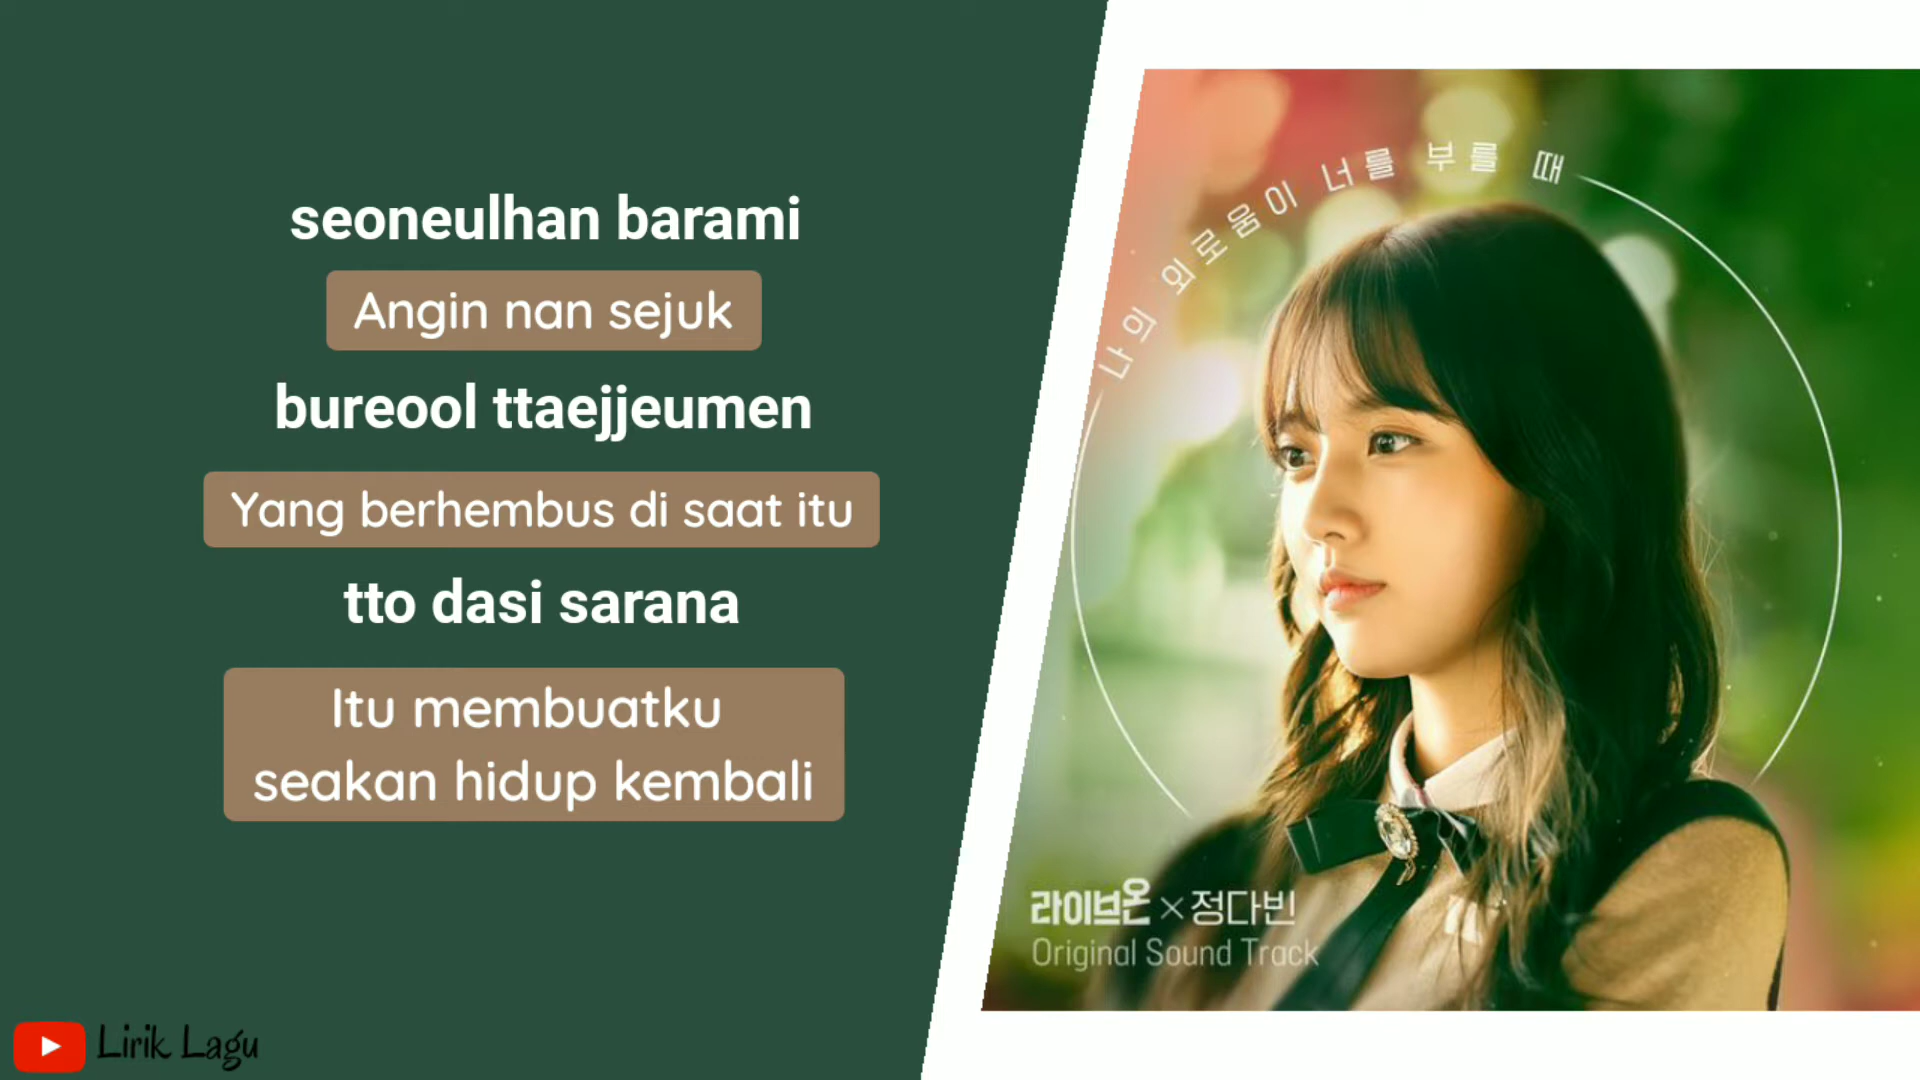 seoneulhan barami
Angin nan sejuk
bureool ttaejjeumen
Yang berhembus di saat itu
tto dasi sarana
Itu membuatku
seakan hidup kembali
나의 외로움이 너를 부를 때
라이브온×정다빈
Original Sound Track
Lirik Lagu